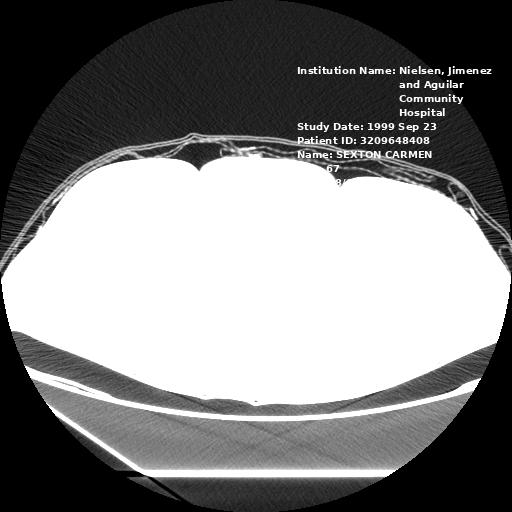 Institution Name: Nielsen, Jimenez
and Aguilar
Community
Hospital
Study Date: 1999 Sep 23
Patient ID: 3209648408
Name: SEXTON CARMEN
67